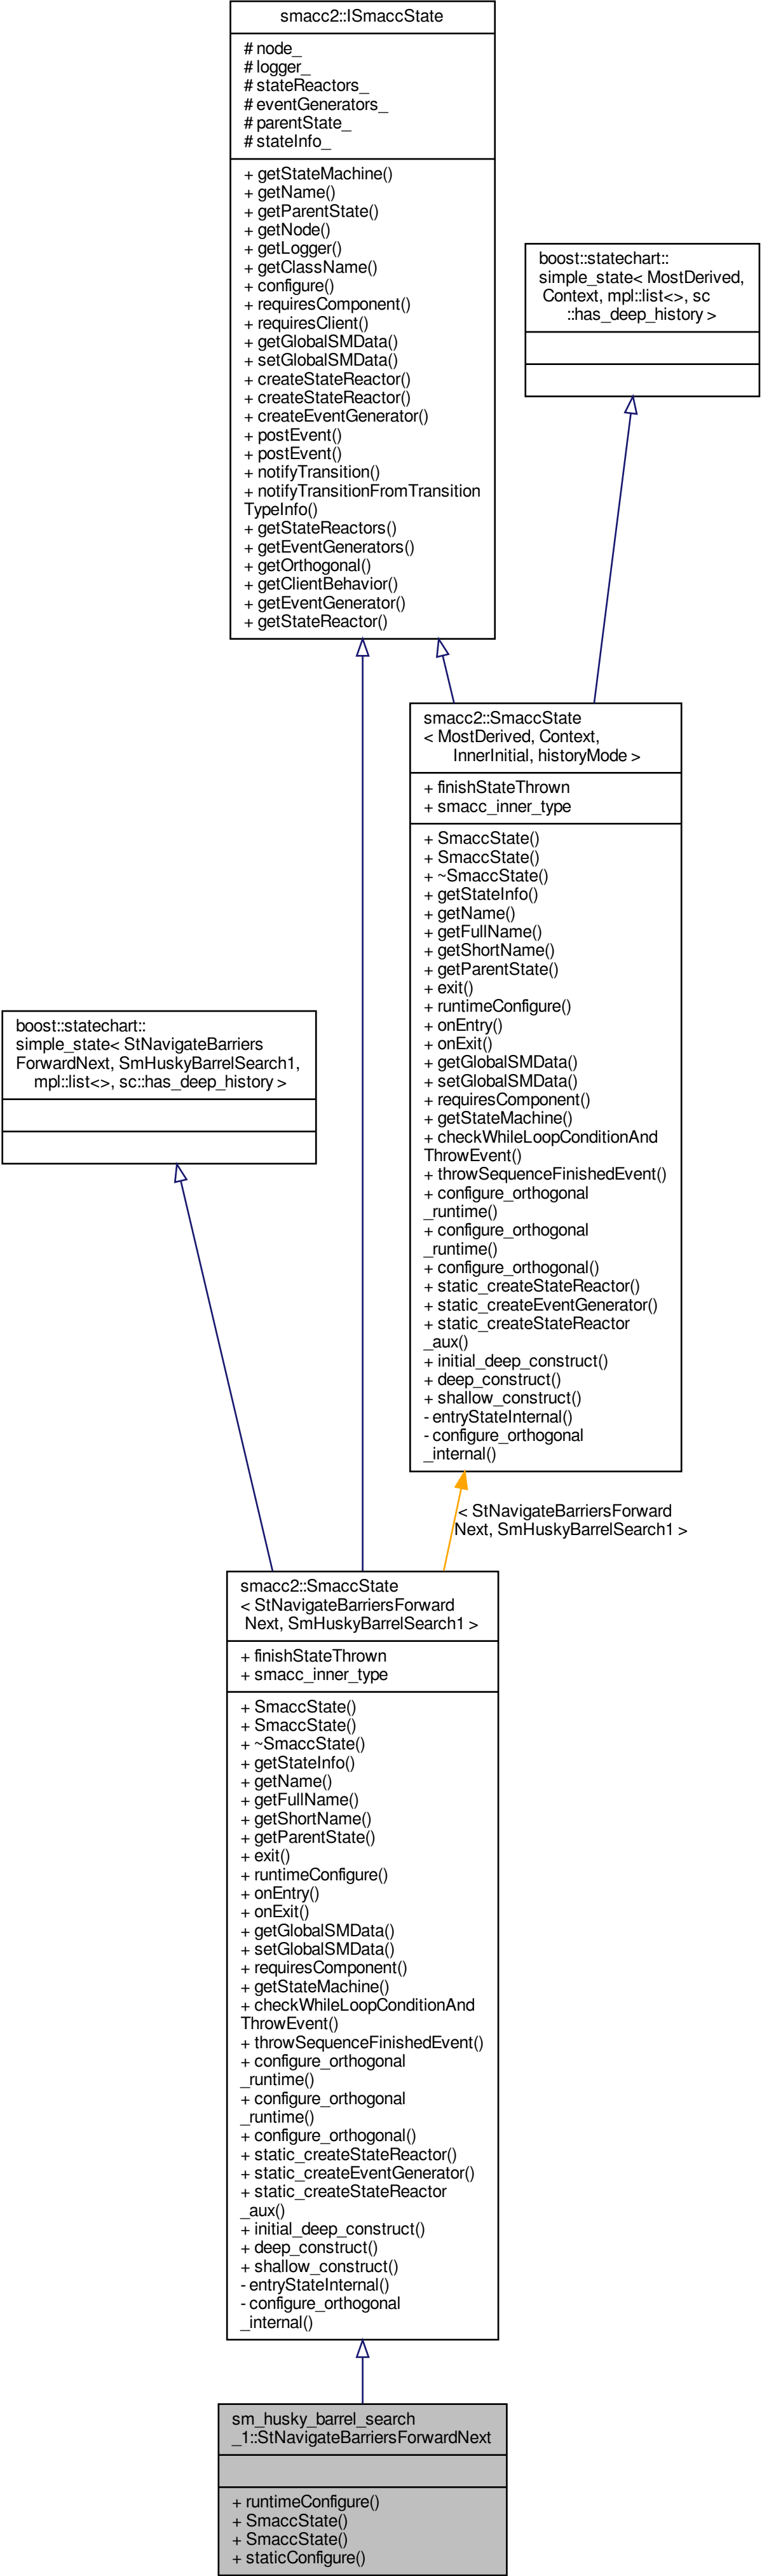 smacc2::ISmaccState
# node_
# logger_
# stateReactors_
# eventGenerators_
# parentState_
# stateInfo_
+ getStateMachine()
+ getName()
+ getParentState()
+ getNode()
+ getLogger()
+ getClassName()
+ configure()
+ requiresComponent()
+ requiresClient()
+ getGlobalSMData()
+ setGlobalSMData()
+ createStateReactor()
+ createStateReactor()
+ createEventGenerator()
+ postEvent()
+ postEvent()
+ notifyTransition()
+ notifyTransitionFromTransition
TypeInfo()
+ getStateReactors()
+ getEventGenerators()
+ getOrthogonal()
+ getClientBehavior()
+ getEventGenerator()
+ getStateReactor()
boost::statechart::
simple_state< MostDerived,
Context, mpl::list<>, sc
::has_deep_history >
smacc2::SmaccState
< MostDerived, Context,
InnerInitial, historyMode >
+ finishStateThrown
+ smacc_inner_type
+ SmaccState()
+ SmaccState()
+ ~SmaccState()
+ getStateInfo()
+ getName()
+ getFullName()
+ getShortName()
+ getParentState()
+ exit()
+ runtimeConfigure()
+ onEntry()
+ onExit()
+ getGlobalSMData()
+ setGlobalSMData()
+ requiresComponent()
+ getStateMachine()
+ checkWhileLoopConditionAnd
ThrowEvent()
+ throwSequenceFinishedEvent()
+ configure_orthogonal
_runtime()
+ configure_orthogonal
_runtime()
+ configure_orthogonal()
+ static_createStateReactor()
+ static_createEventGenerator()
+ static_createStateReactor
_aux()
+ initial_deep_construct()
+ deep_construct()
+ shallow_construct()
- entryStateInternal()
- configure_orthogonal
_internal()
boost::statechart::
simple_state< StNavigateBarriers
ForwardNext, SmHuskyBarrelSearch1,
mpl::list<>, sc::has_deep_history >
< StNavigateBarriersForward
Next, SmHuskyBarrelSearch1 >
smacc2::SmaccState
< StNavigateBarriersForward
Next, SmHuskyBarrelSearch1 >
+ finishStateThrown
+ smacc_inner_type
+ SmaccState()
+ SmaccState()
+ ~SmaccState()
+ getStateInfo()
+ getName()
+ getFullName()
+ getShortName()
+ getParentState()
+ exit()
+ runtimeConfigure()
+ onEntry()
+ onExit()
+ getGlobalSMData()
+ setGlobalSMData()
+ requiresComponent()
+ getStateMachine()
+ checkWhileLoopConditionAnd
ThrowEvent()
+ throwSequenceFinishedEvent()
+ configure_orthogonal
_runtime()
+ configure_orthogonal
_runtime()
+ configure_orthogonal()
+ static_createStateReactor()
+ static_createEventGenerator()
+ static_createStateReactor
_aux()
+ initial_deep_construct()
+ deep_construct()
+ shallow_construct()
- entryStateInternal()
- configure_orthogonal
_internal()
sm_husky_barrel_search
_1::StNavigateBarriersForwardNext
+ runtimeConfigure()
+ SmaccState()
+ SmaccState()
+ staticConfigure()